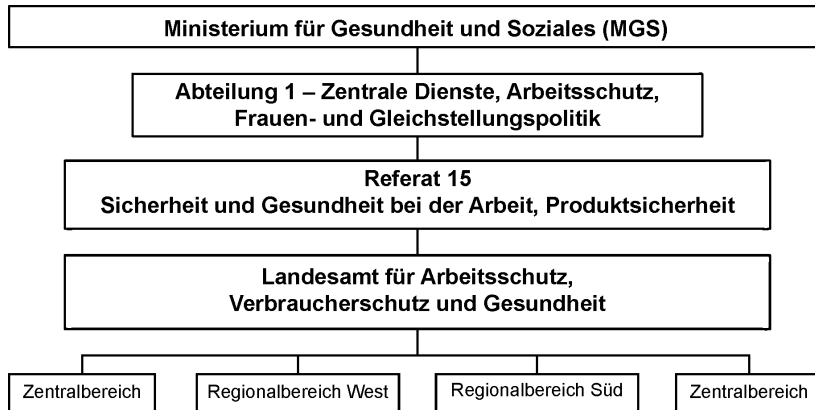 Ministerium für Gesundheit und Soziales (MGS)
Abteilung 1 – Zentrale Dienste, Arbeitsschutz,
Frauen- und Gleichstellungspolitik
Referat 15
Sicherheit und Gesundheit bei der Arbeit, Produktsicherheit
Landesamt für Arbeitsschutz,
Verbraucherschutz und Gesundheit
Zentralbereich
Regionalbereich West
Regionalbereich Süd
Zentralbereich